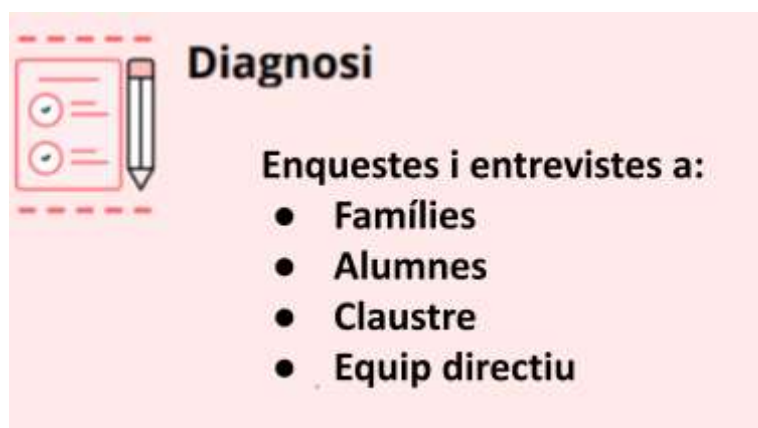 Diagnosi
Enquestes i entrevistes a:
● Famílies
● Alumnes
● Claustre
● Equip directiu